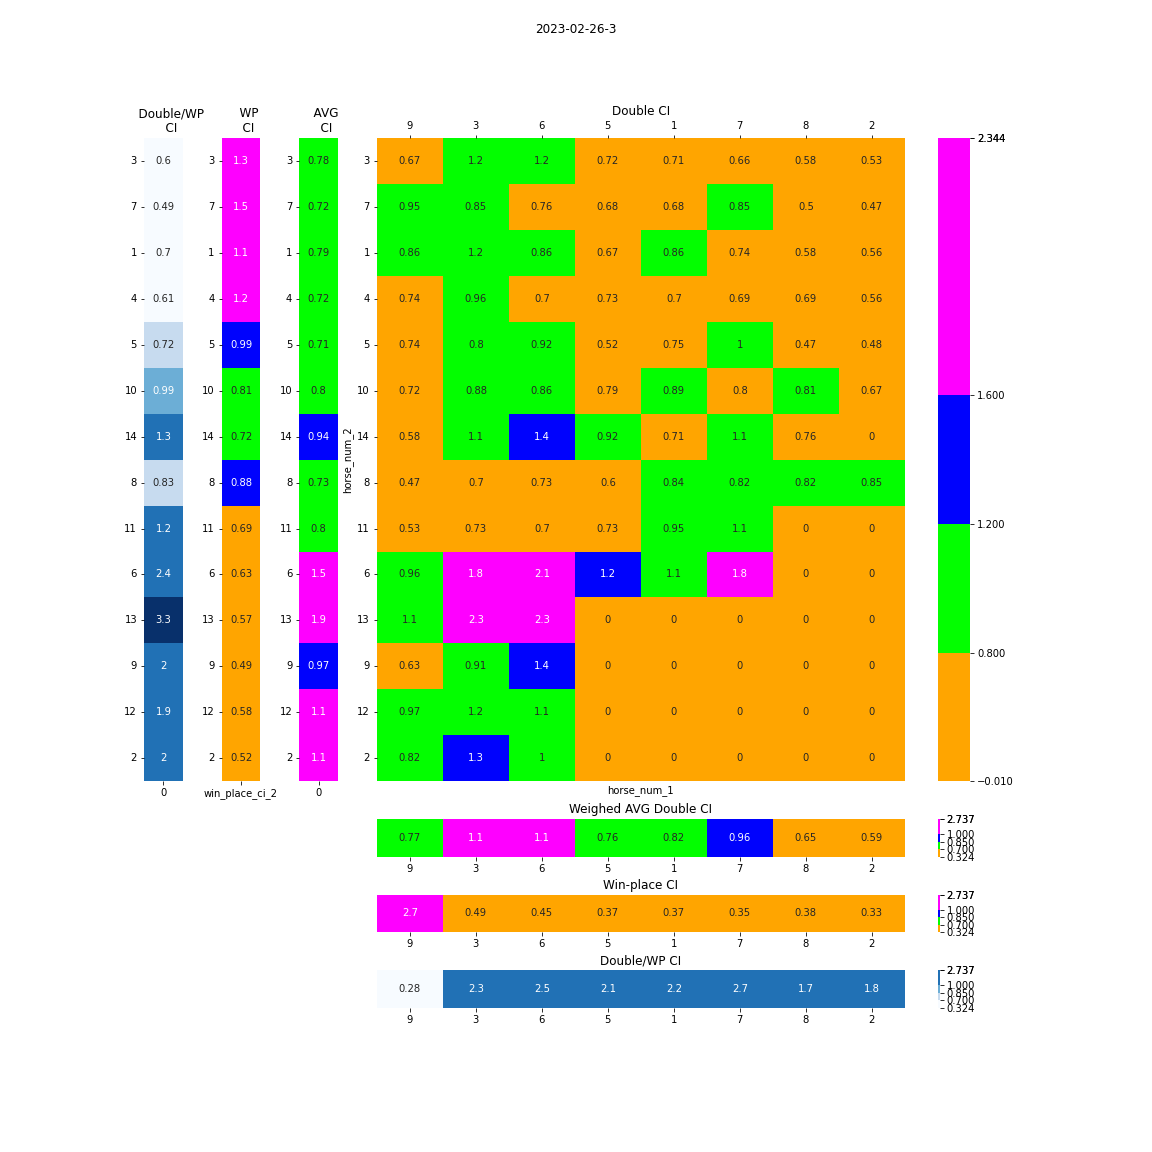 2023-02-26-3
Double/WP CI
WP CI
AVG CI
Double CI
9 3 6 5 1 7 8 2
3 0.6 3 1.3 3 0.78 3 0.67 1.2 1.2 0.72 0.71 0.66 0.58 0.53
7 0.49 7 1.5 7 0.72 7 0.95 0.85 0.76 0.68 0.68 0.85 0.5 0.47
1 0.7 1 1.1 1 0.79 1 0.86 1.2 0.86 0.67 0.86 0.74 0.58 0.56
4 0.61 4 1.2 4 0.72 4 0.74 0.96 0.7 0.73 0.7 0.69 0.69 0.56
5 0.72 5 0.99 5 0.71 5 0.74 0.8 0.92 0.52 0.75 1 0.47 0.48
10 0.99 10 0.81 10 0.8 10 0.72 0.88 0.86 0.79 0.89 0.8 0.81 0.67
14 1.3 14 0.72 14 0.94 14 0.58 1.1 1.4 0.92 0.71 1.1 0.76 0
8 0.83 8 0.88 8 0.73 8 0.47 0.7 0.73 0.6 0.84 0.82 0.82 0.85
11 1.2 11 0.69 11 0.8 11 0.53 0.73 0.7 0.73 0.95 1.1 0 0
6 2.4 6 0.63 6 1.5 6 0.96 1.8 2.1 1.2 1.1 1.8 0 0
13 3.3 13 0.57 13 1.9 13 1.1 2.3 2.3 0 0 0 0 0
9 2 9 0.49 9 0.97 9 0.63 0.91 1.4 0 0 0 0 0
12 1.9 12 0.58 12 1.1 12 0.97 1.2 1.1 0 0 0 0 0
2 2 2 0.52 2 1.1 2 0.82 1.3 1 0 0 0 0 0
0 win_place_ci_2 0 horse_num_1
horse_num_2
2.344
1.600
1.200
0.800
−0.010
Weighed AVG Double CI
0.77 1.1 1.1 0.76 0.82 0.96 0.65 0.59
9 3 6 5 1 7 8 2
2.737
1.000
0.850
0.700
0.324
Win-place CI
2.7 0.49 0.45 0.37 0.37 0.35 0.38 0.33
9 3 6 5 1 7 8 2
2.737
1.000
0.850
0.700
0.324
Double/WP CI
0.28 2.3 2.5 2.1 2.2 2.7 1.7 1.8
9 3 6 5 1 7 8 2
2.737
1.000
0.850
0.700
0.324